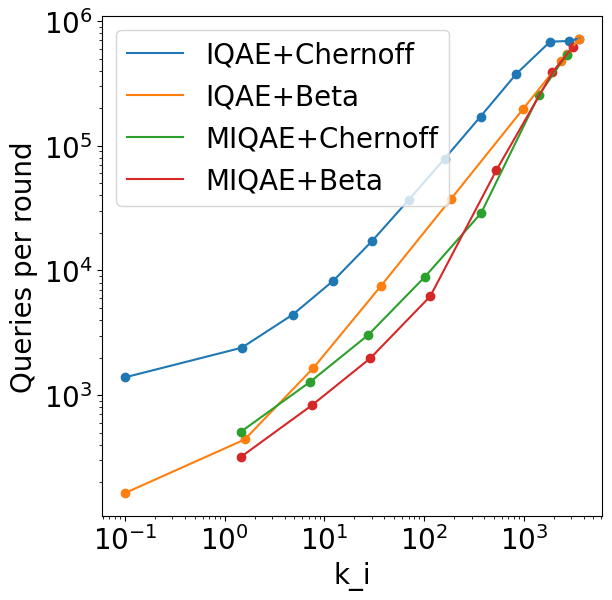 10^6
IQAE+Chernoff
IQAE+Beta
10^5
MIQAE+Chernoff
MIQAE+Beta
Queries per round
10^4
10^3
10^−1
10^0
10^1
10^2
10^3
k_i